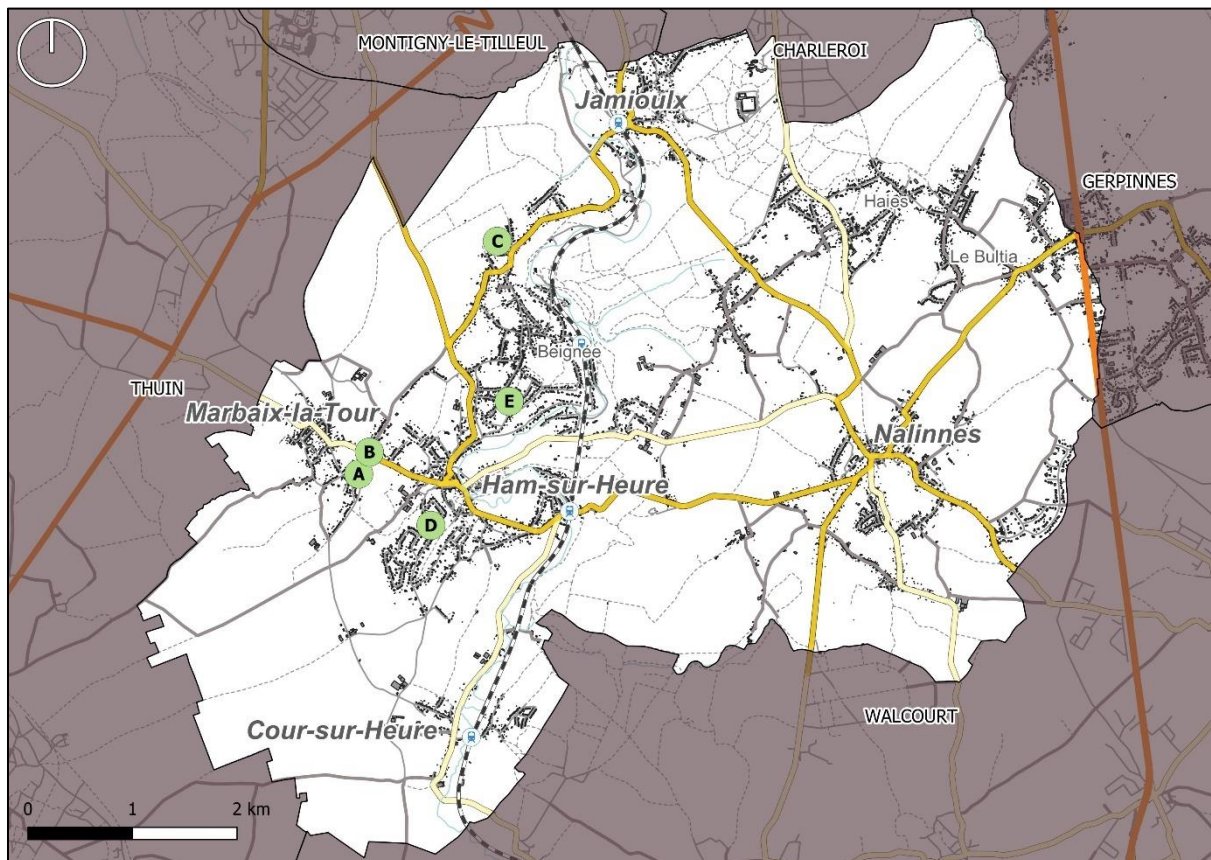 MONTIGNY-LE-TILLEUL
CHARLEROI
Jamioulx
GERPINNES
Haies
C
Le Bultia
Beignée
THUIN
E
Marbaix-la-Tour
B
Nalinnes
A
Ham-sur-Heure
D
WALCOURT
Cour-sur-Heure
0 1 2 km